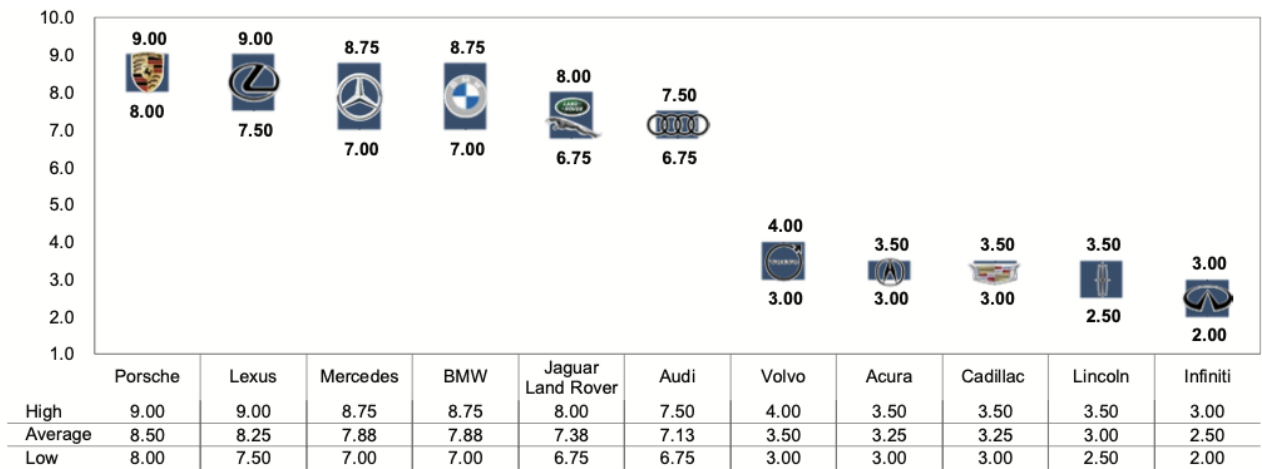 10.0
9.00 9.00 8.75 8.75
9.0
8.00 7.50
8.0
8.00 7.50
7.0
7.00 7.00 6.75 6.75
6.0
5.0
4.00 3.50 3.50 3.50 3.00
4.0
3.0
3.00 3.00 3.00 2.50 2.00
2.0
1.0
Porsche Lexus Mercedes BMW Jaguar Land Rover Audi Volvo Acura Cadillac Lincoln Infiniti
High 9.00 9.00 8.75 8.75 8.00 7.50 4.00 3.50 3.50 3.50 3.00
Average 8.50 8.25 7.88 7.88 7.38 7.13 3.50 3.25 3.25 3.00 2.50
Low 8.00 7.50 7.00 7.00 6.75 6.75 3.00 3.00 3.00 2.50 2.00